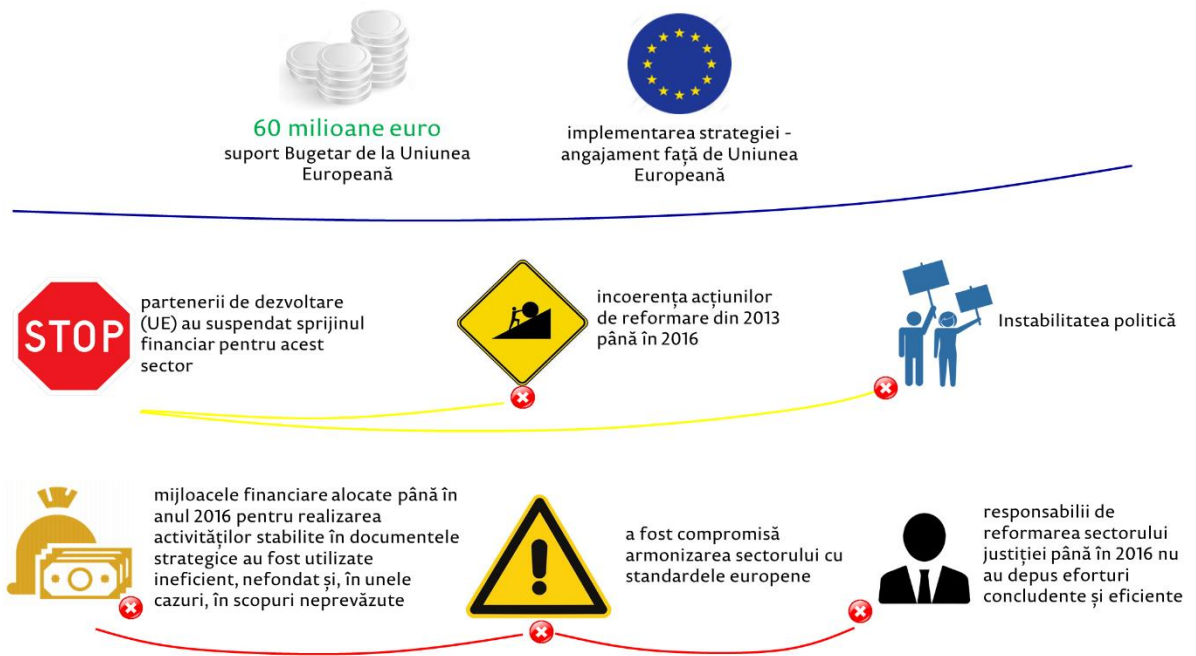 60 milioane euro
suport Bugetar de la Uniunea
Europeană
implementarea strategiei -
angajament față de Uniunea
Europeană
STOP
partenerii de dezvoltare
(UE) au suspendat sprijinul
financiar pentru acest
sector
incoerența acțiunilor
de reformare din 2013
până în 2016
Instabilitatea politică
mijloacele financiare alocate până în
anul 2016 pentru realizarea
activităților stabilite în documentele
strategice au fost utilizate
ineficient, nefondat și, în unele
cazuri, în scopuri neprevăzute
a fost compromisă
armonizarea sectorului cu
standardele europene
responsabilii de
reformarea sectorului
justiției până în 2016 nu
au depus eforturi
concludente și eficiente